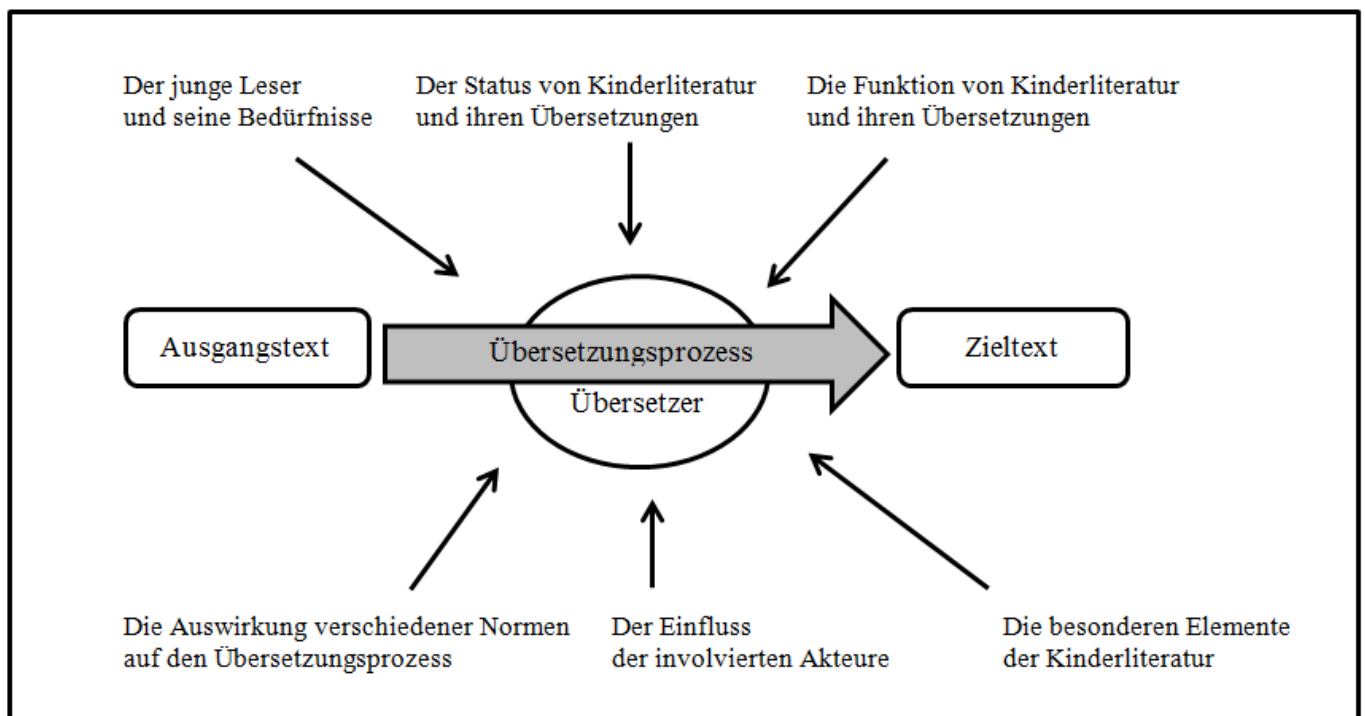 Der junge Leser
und seine Bedürfnisse
Der Status von Kinderliteratur
und ihren Übersetzungen
Die Funktion von Kinderliteratur
und ihren Übersetzungen
Ausgangstext
Übersetzungsprozess
Übersetzer
Zieltext
Die Auswirkung verschiedener Normen
auf den Übersetzungsprozess
Der Einfluss
der involvierten Akteure
Die besonderen Elemente
der Kinderliteratur